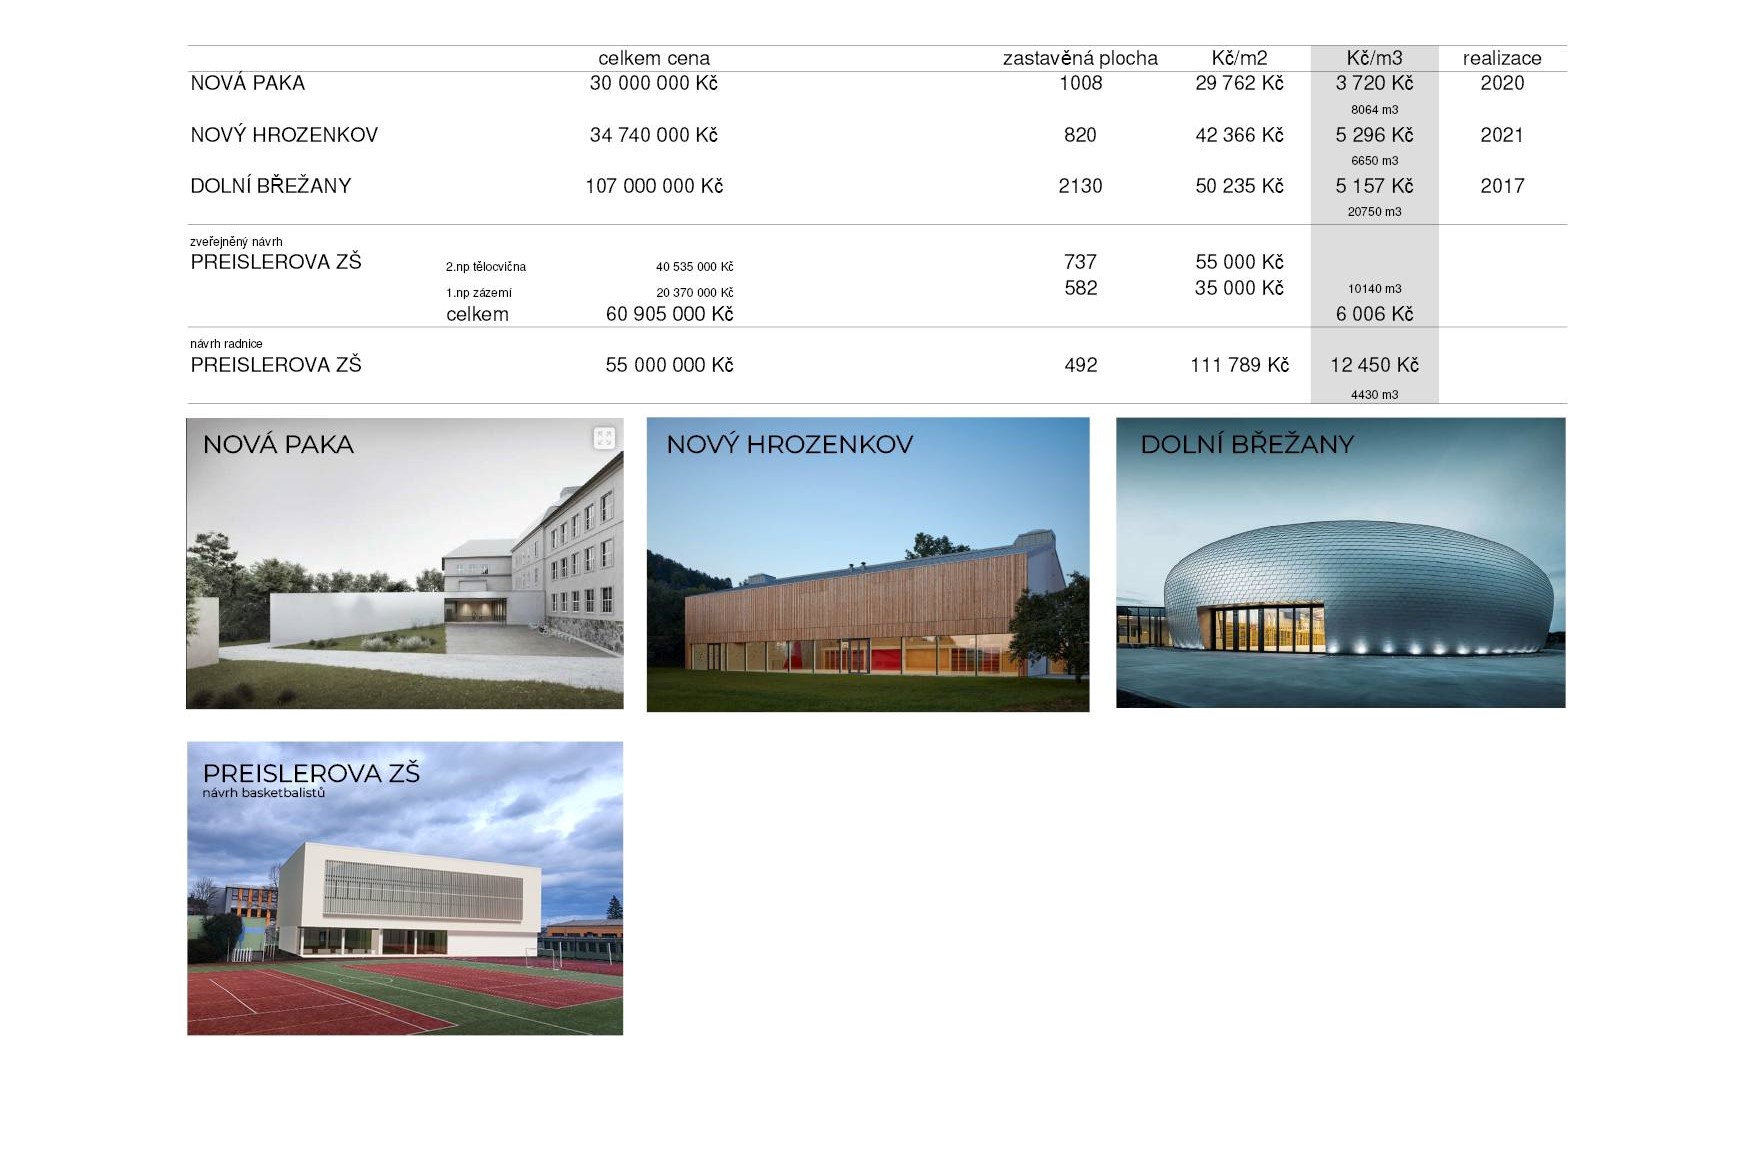 celkem cena zastavěná plocha Kč/m2 Kč/m3 realizace
NOVÁ PAKA 30 000 000 Kč 1008 29 762 Kč 3 720 Kč 2020
8064 m3
NOVÝ HROZENKOV 34 740 000 Kč 820 42 366 Kč 5 296 Kč 2021
6650 m3
DOLNÍ BŘEŽANY 107 000 000 Kč 2130 50 235 Kč 5 157 Kč 2017
20750 m3
zveřejněný návrh
PREISLEROVA ZŠ 2.np tělocvična 40 535 000 Kč 737 55 000 Kč
1.np zázemí 20 370 000 Kč 582 35 000 Kč 10140 m3
celkem 60 905 000 Kč 6 006 Kč
návrh radnice
PREISLEROVA ZŠ 55 000 000 Kč 492 111 789 Kč 12 450 Kč
4430 m3
NOVÁ PAKA
NOVÝ HROZENKOV
DOLNÍ BŘEŽANY
PREISLEROVA ZŠ
návrh basketbalistů